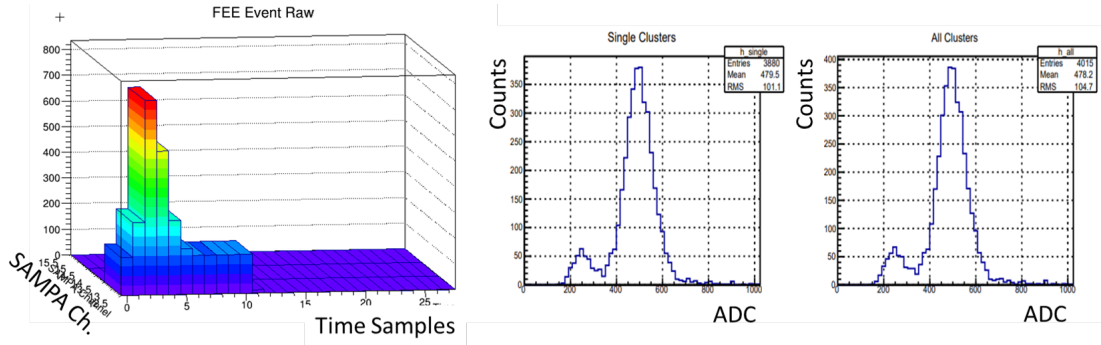 FEE Event Raw
800
700
600
500
400
300
200
100
0
SAMPA Ch.
0
5
10
15
20
25
Time Samples
Single Clusters
h_single
Entries 3880
Mean 479.5
RMS 101.1
Counts
350
300
250
200
150
100
50
0
0 200 400 600 800 1000
ADC
All Clusters
h_all
Entries 4015
Mean 478.2
RMS 104.7
Counts
400
350
300
250
200
150
100
50
0
0 200 400 600 800 1000
ADC